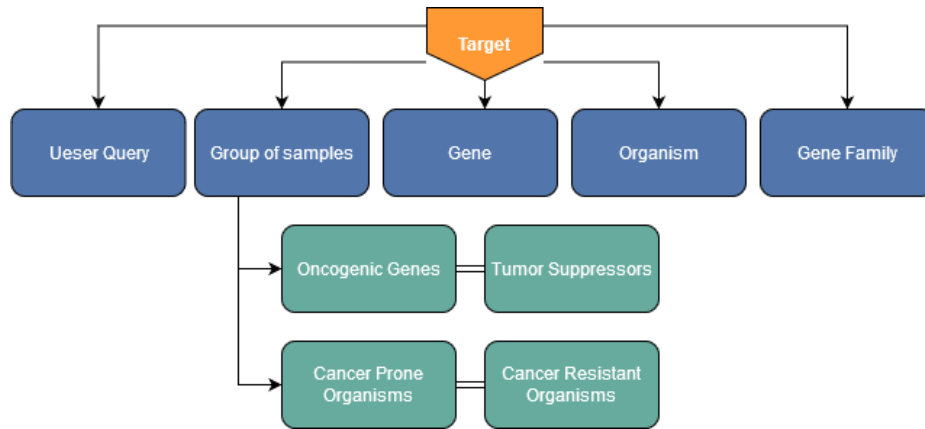 Target
Ueser Query
Group of samples
Gene
Organism
Gene Family
Oncogenic Genes
Tumor Suppressors
Cancer Prone
Organisms
Cancer Resistant
Organisms